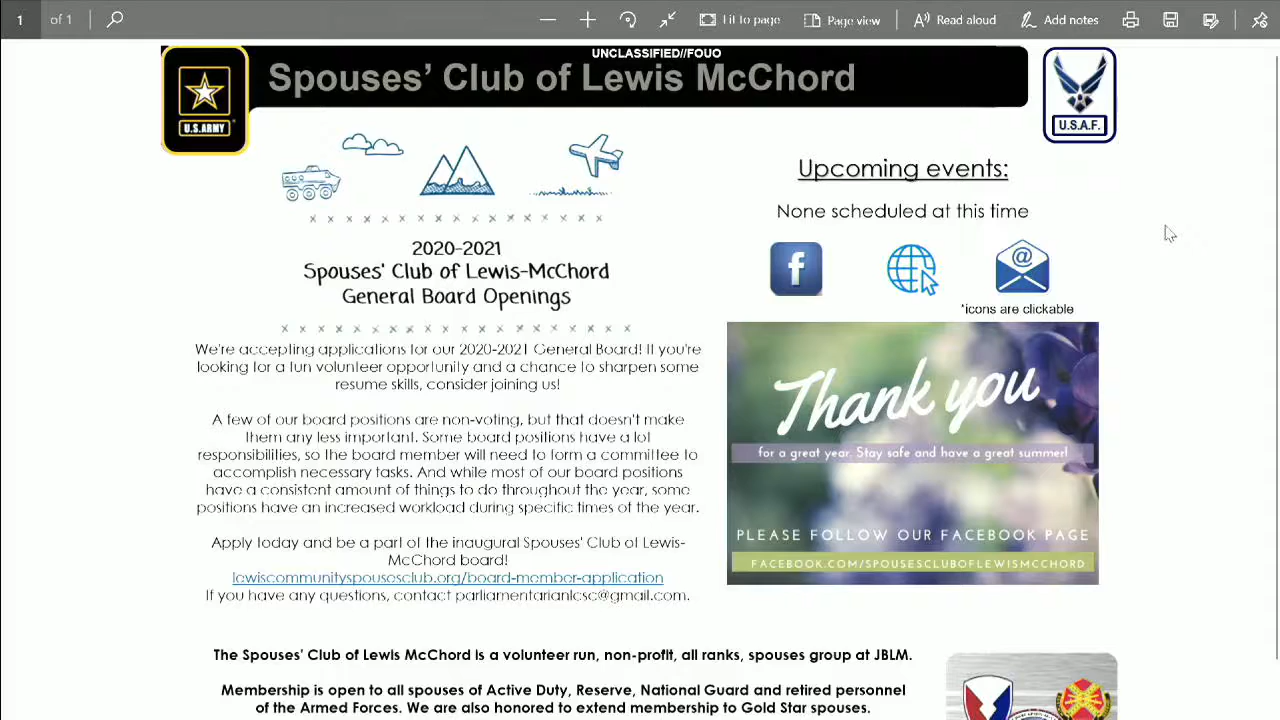 1 of 1
Fit to page
Page view
Read aloud
Add notes
UNCLASSIFIED//FOUO
Spouses' Club of Lewis McChord
U.S.ARMY
U.S.A.F.
2020-2021
Spouses' Club of Lewis-McChord
General Board Openings
We're accepting applications for our 2020-2021 General Board! If you're
looking for a fun volunteer opportunity and a chance to sharpen some
resume skills, consider joining us!
A few of our board positions are non-voting, but that doesn't make
them any less important. Some board positions have a lot
responsibilities, so the board member will need to form a committee to
accomplish necessary tasks. And while most of our board positions
have a consistent amount of things to do throughout the year, some
positions have an increased workload during specific times of the year.
Apply today and be a part of the inaugural Spouses' Club of Lewis-
McChord board!
lewiscommunityspousesclub.org/board-member-application
If you have any questions, contact parliamentarianlcsc@gmail.com.
Upcoming events:
None scheduled at this time
f
@
*icons are clickable
Thank you
for a great year. Stay safe and have a great summer!
PLEASE FOLLOW OUR FACEBOOK PAGE
FACEBOOK.COM/SPOUSESCLUBOFLEWISMCCHORD
The Spouses' Club of Lewis McChord is a volunteer run, non-profit, all ranks, spouses group at JBLM.
Membership is open to all spouses of Active Duty, Reserve, National Guard and retired personnel
of the Armed Forces. We are also honored to extend membership to Gold Star spouses.